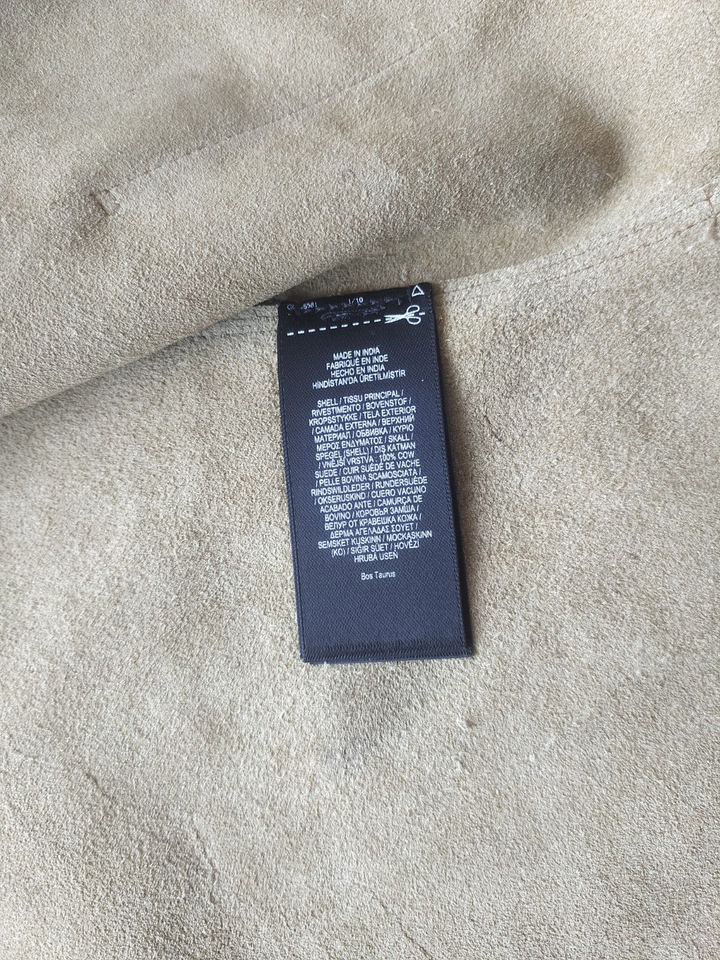 MADE IN INDIA
FABRIQUÉ EN INDE
HECHO EN INDIA
HİNDİSTAN'DA ÜRETİLMİŞTİR
SHELL / TISSU PRINCIPAL /
RIVESTIMENTO / BOVENSTOF /
KROPSSTYKKE / TELA EXTERIOR
/ CAMADA EXTERNA / ВЕРХНИЙ
МАТЕРИАЛ / ОБВИВКА / ΚΥΡΙΟ
ΜΕΡΟΣ ΕΝΔΥΜΑΤΟΣ / SKALL /
SPEGEL (SHELL) / DIŞ KATMAN
/ VNĚJŠÍ VRSTVA : 100% COW
SUEDE / CUIR SUÉDÉ DE VACHE
/ PELLE BOVINA SCAMOSCIATA /
RINDSWILDLEDER / RUNDERSUÈDE
/ OKSERUSKIND / CUERO VACUNO
ACABADO ANTE / CAMURÇA DE
BOVINO / КОРОВЬЯ ЗАМША /
ВЕЛУР ОТ КРАВЕШКА КОЖА /
ΔΕΡΜΑ ΑΓΕΛΑΔΑΣ ΣΟΥΕΤ /
SEMSKET KUSKINN / MOCKASKINN
(KO) / SIĞIR SÜET / HOVĚZÍ
HRUBÁ USEŇ
Bos Taurus